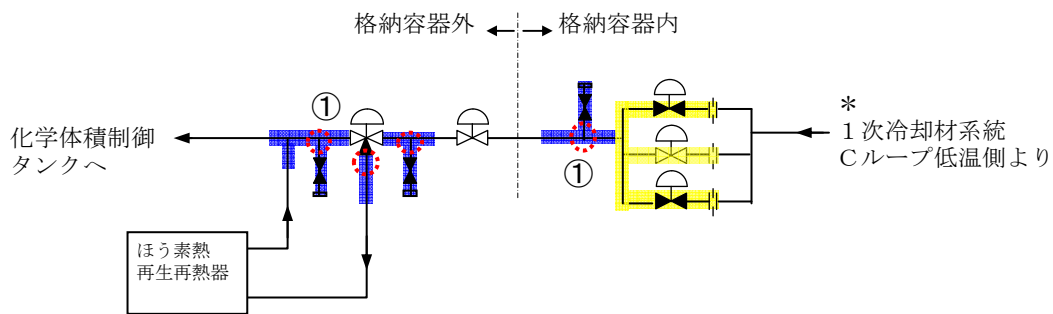 格納容器外
格納容器内
①
化学体積制御
タンクへ
①
*
1次冷却材系統
Cループ低温側より
ほう素熱
再生再熱器